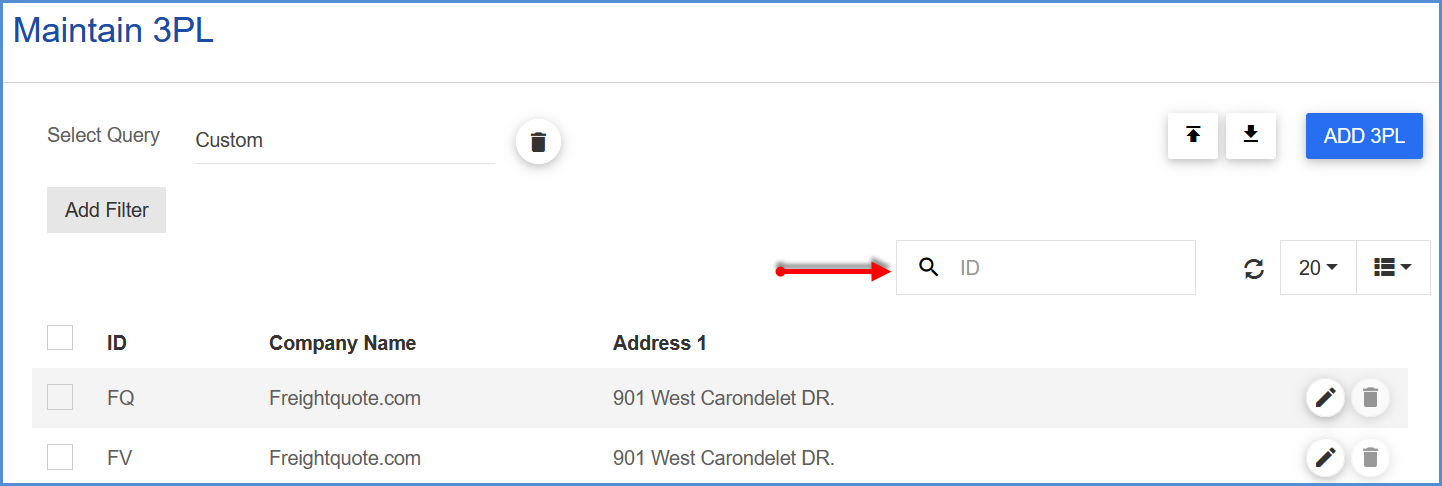 Maintain 3PL
Select Query Custom ADD 3PL
Add Filter
ID 20
ID Company Name Address 1
FQ Freightquote.com 901 West Carondelet DR.
FV Freightquote.com 901 West Carondelet DR.